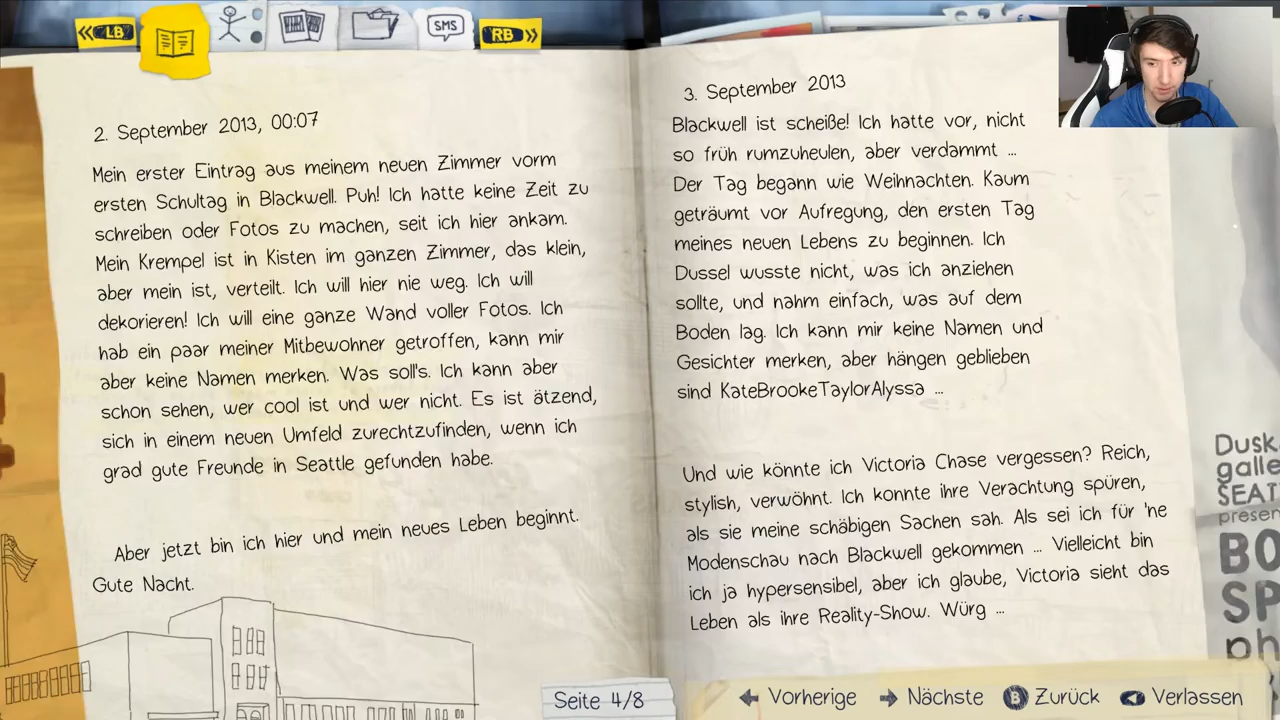 LB
SMS
RB
2. September 2013, 00:07
Mein erster Eintrag aus meinem neuen Zimmer vorm
ersten Schultag in Blackwell. Puh! Ich hatte keine Zeit zu
schreiben oder Fotos zu machen, seit ich hier ankam.
Mein Krempel ist in Kisten im ganzen Zimmer, das klein,
aber mein ist, verteilt. Ich will hier nie weg. Ich will
dekorieren! Ich will eine ganze Wand voller Fotos. Ich
hab ein paar meiner Mitbewohner getroffen, kann mir
aber keine Namen merken. Was soll's. Ich kann aber
schon sehen, wer cool ist und wer nicht. Es ist ätzend,
sich in einem neuen Umfeld zurechtzufinden, wenn ich
grad gute Freunde in Seattle gefunden habe.
Aber jetzt bin ich hier und mein neues Leben beginnt.
Gute Nacht.
3. September 2013
Blackwell ist scheiße! Ich hatte vor, nicht
so früh rumzuheulen, aber verdammt ...
Der Tag begann wie Weihnachten. Kaum
geträumt vor Aufregung, den ersten Tag
meines neuen Lebens zu beginnen. Ich
Dussel wusste nicht, was ich anziehen
sollte, und nahm einfach, was auf dem
Boden lag. Ich kann mir keine Namen und
Gesichter merken, aber hängen geblieben
sind KateBrookeTaylorAlyssa ...
Und wie könnte ich Victoria Chase vergessen? Reich,
stylish, verwöhnt. Ich konnte ihre Verachtung spüren,
als sie meine schäbigen Sachen sah. Als sei ich für 'ne
Modenschau nach Blackwell gekommen ... Vielleicht bin
ich ja hypersensibel, aber ich glaube, Victoria sieht das
Leben als ihre Reality-Show. Würg ...
Dusk
galle
SEAT
presen
BO
SP
ph
Seite 4/8
Vorherige Nächste B Zurück Verlassen